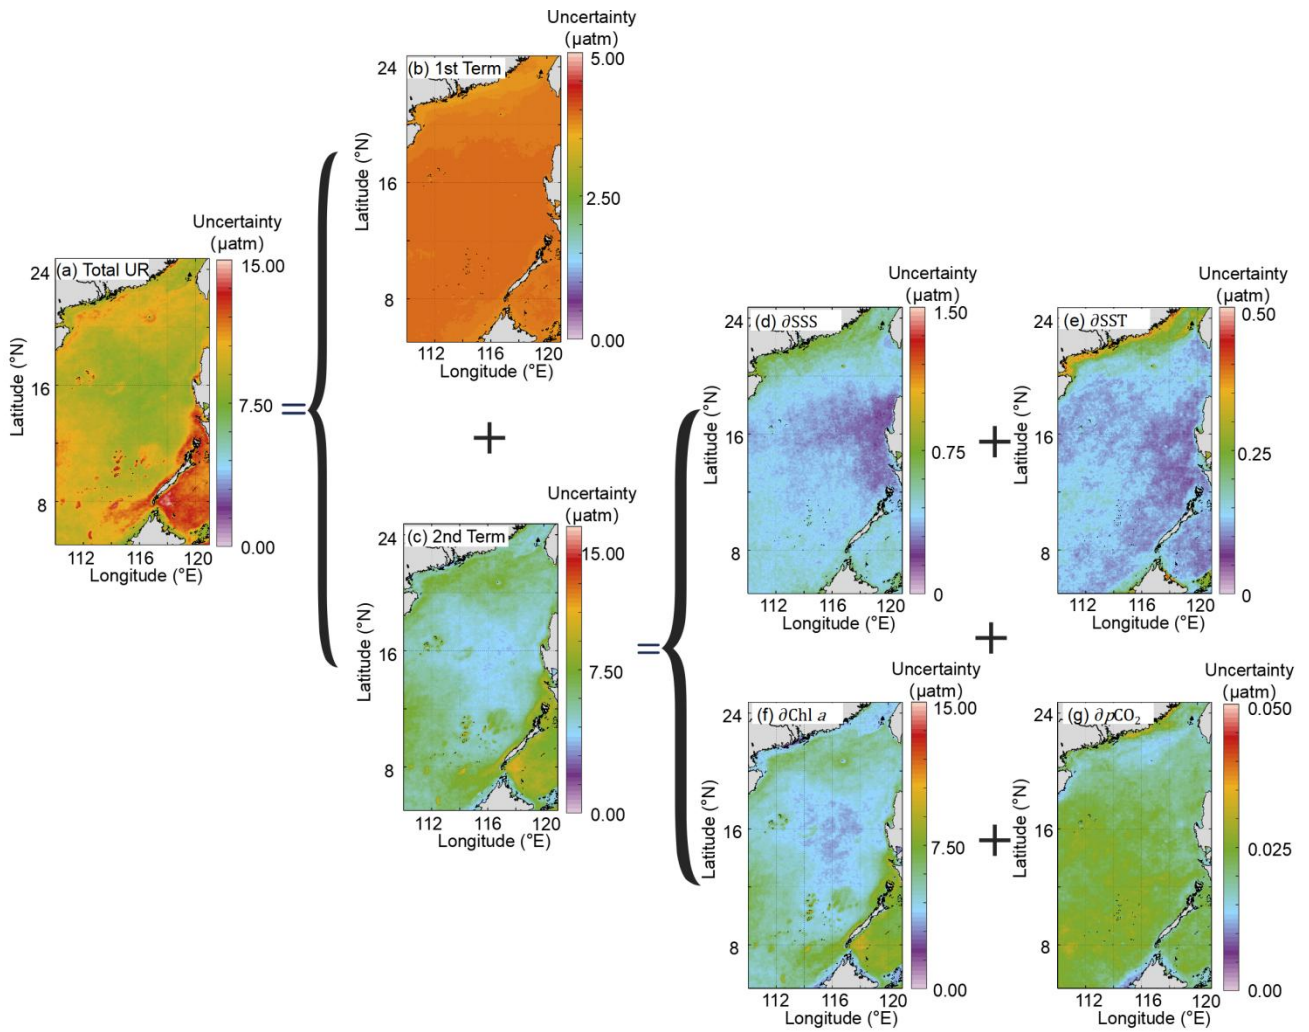 Uncertainty
(μatm)
(b) 1st Term
5.00
2.50
0.00
24
16
8
Latitude (°N)
112
116
120
Longitude (°E)
Uncertainty
(μatm)
(a) Total UR
15.00
7.50
0.00
24
16
8
Latitude (°N)
112
116
120
Longitude (°E)
=
+
Uncertainty
(μatm)
(c) 2nd Term
15.00
7.50
0.00
24
16
8
Latitude (°N)
112
116
120
Longitude (°E)
=
Uncertainty
(μatm)
(d) ∂SSS
1.50
0.75
0
24
16
8
Latitude (°N)
112
116
120
Longitude (°E)
+
Uncertainty
(μatm)
(e) ∂SST
0.50
0.25
0
24
16
8
Latitude (°N)
112
116
120
Longitude (°E)
+
Uncertainty
(μatm)
(f) ∂Chl a
15.00
7.50
0.00
24
16
8
Latitude (°N)
112
116
120
Longitude (°E)
+
Uncertainty
(μatm)
(g) ∂pCO₂
0.050
0.025
0.00
24
16
8
Latitude (°N)
112
116
120
Longitude (°E)